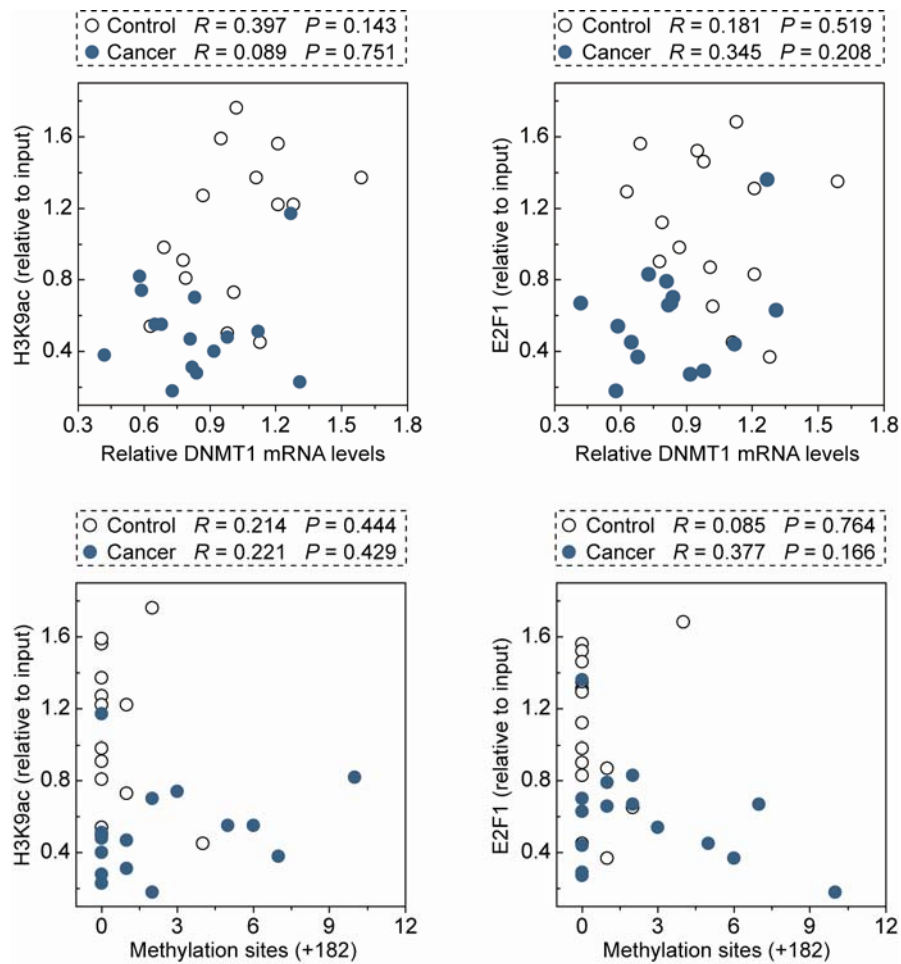 Control R = 0.397 P = 0.143
Cancer R = 0.089 P = 0.751
H3K9ac (relative to input)
1.6
1.2
0.8
0.4
0.3 0.6 0.9 1.2 1.5 1.8
Relative DNMT1 mRNA levels
Control R = 0.181 P = 0.519
Cancer R = 0.345 P = 0.208
E2F1 (relative to input)
1.6
1.2
0.8
0.4
0.3 0.6 0.9 1.2 1.5 1.8
Relative DNMT1 mRNA levels
Control R = 0.214 P = 0.444
Cancer R = 0.221 P = 0.429
H3K9ac (relative to input)
1.6
1.2
0.8
0.4
0 3 6 9 12
Methylation sites (+182)
Control R = 0.085 P = 0.764
Cancer R = 0.377 P = 0.166
E2F1 (relative to input)
1.6
1.2
0.8
0.4
0 3 6 9 12
Methylation sites (+182)